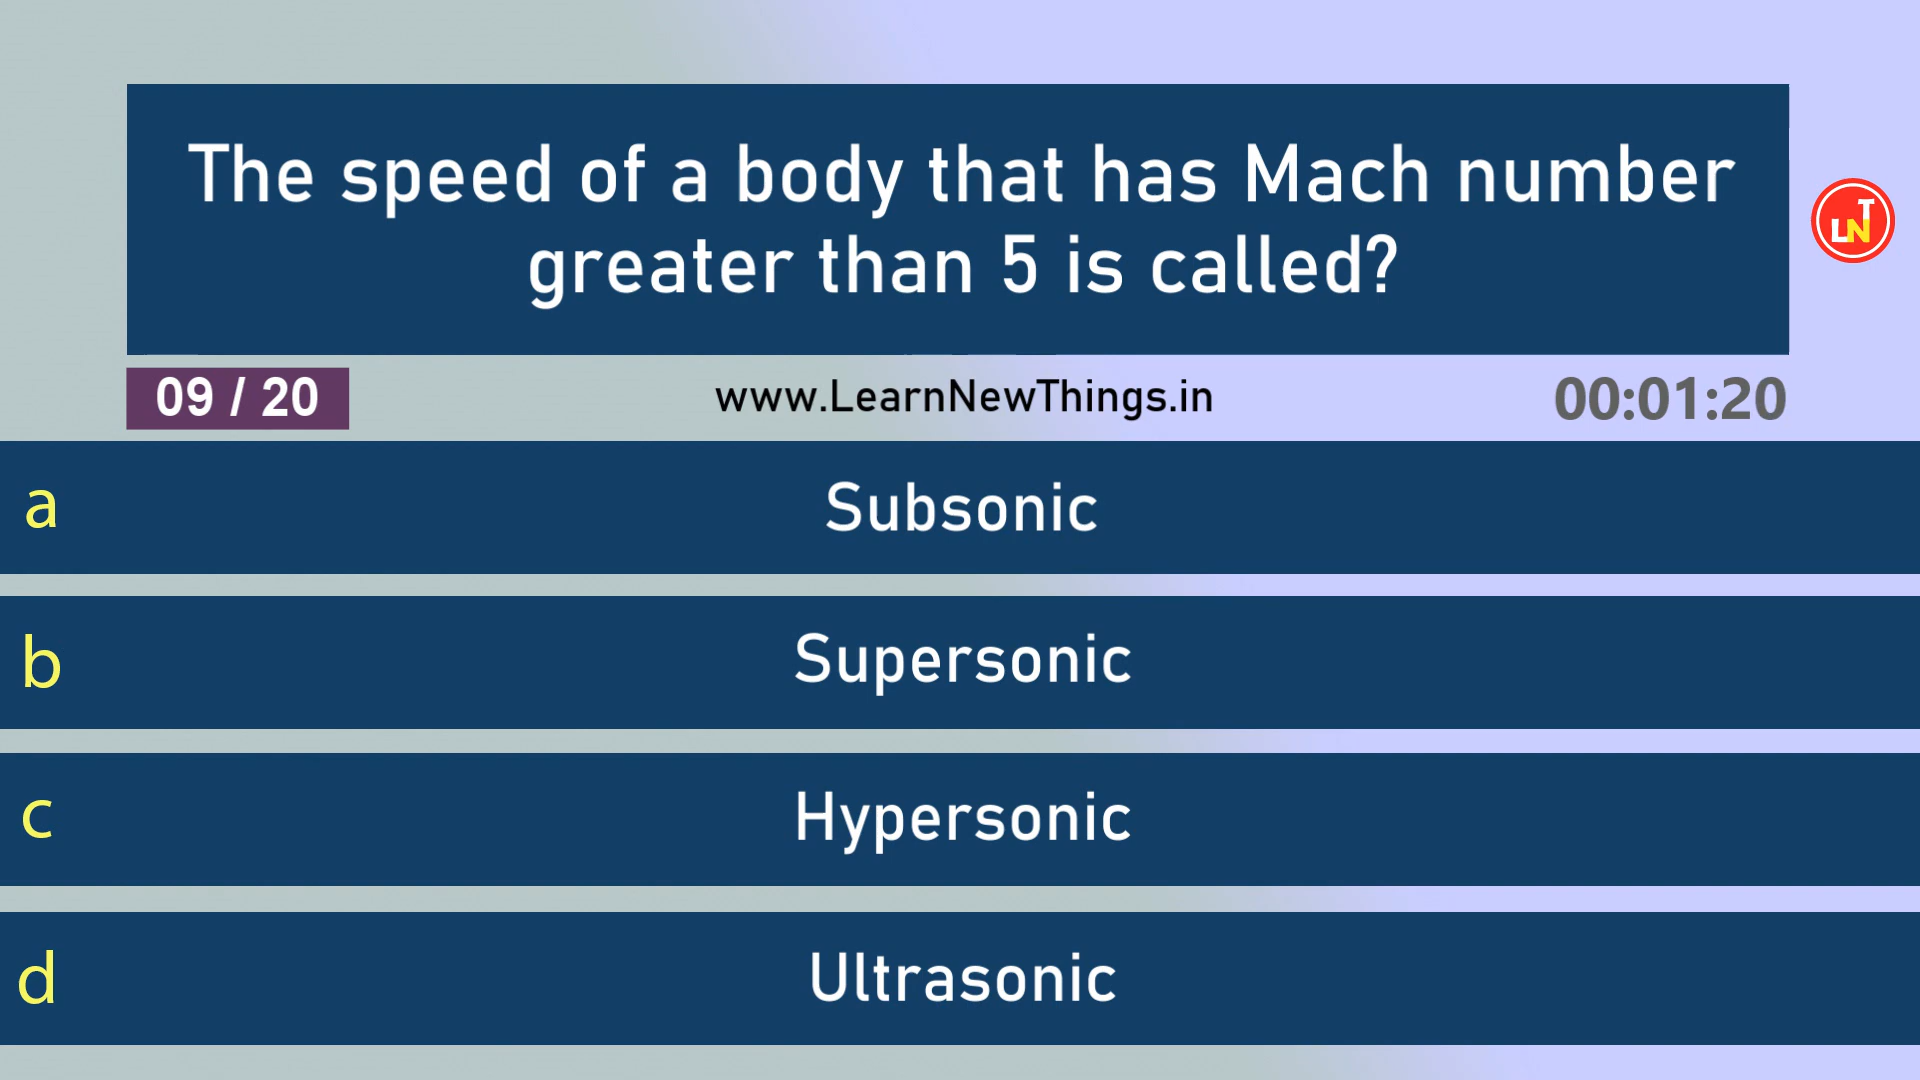 The speed of a body that has Mach number
greater than 5 is called?
LNT
09 / 20
www.LearnNewThings.in
00:01:20
a
Subsonic
b
Supersonic
c
Hypersonic
d
Ultrasonic